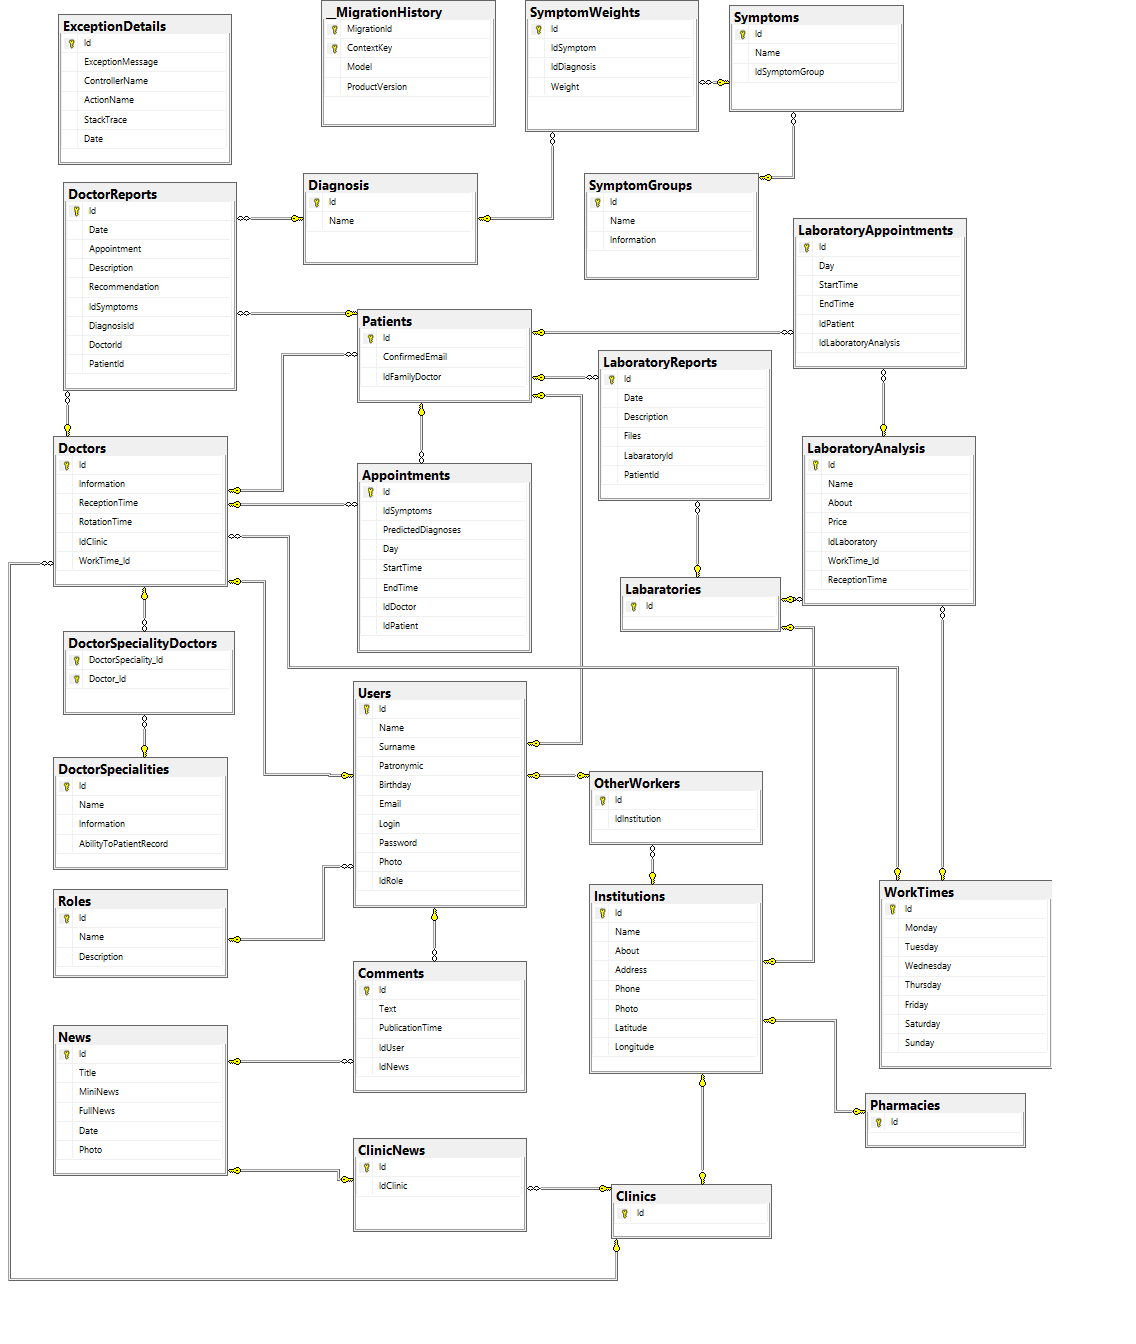 ExceptionDetails
Id
ExceptionMessage
ControllerName
ActionName
StackTrace
Date
__MigrationHistory
MigrationId
ContextKey
Model
ProductVersion
SymptomWeights
Id
IdSymptom
IdDiagnosis
Weight
Symptoms
Id
Name
IdSymptomGroup
DoctorReports
Id
Date
Appointment
Description
Recommendation
IdSymptoms
DiagnosisId
DoctorId
PatientId
Diagnosis
Id
Name
SymptomGroups
Id
Name
Information
LaboratoryAppointments
Id
Day
StartTime
EndTime
IdPatient
IdLaboratoryAnalysis
Patients
Id
ConfirmedEmail
IdFamilyDoctor
LaboratoryReports
Id
Date
Description
Files
LabaratoryId
PatientId
Doctors
Id
Information
ReceptionTime
RotationTime
IdClinic
WorkTime_Id
Appointments
Id
IdSymptoms
PredictedDiagnoses
Day
StartTime
EndTime
IdDoctor
IdPatient
LaboratoryAnalysis
Id
Name
About
Price
IdLaboratory
WorkTime_Id
ReceptionTime
Labaratories
Id
DoctorSpecialityDoctors
DoctorSpeciality_Id
Doctor_Id
Users
Id
Name
Surname
Patronymic
Birthday
Email
Login
Password
Photo
IdRole
DoctorSpecialities
Id
Name
Information
AbilityToPatientRecord
OtherWorkers
Id
IdInstitution
Roles
Id
Name
Description
Institutions
Id
Name
About
Address
Phone
Photo
Latitude
Longitude
WorkTimes
Id
Monday
Tuesday
Wednesday
Thursday
Friday
Saturday
Sunday
Comments
Id
Text
PublicationTime
IdUser
IdNews
News
Id
Title
MiniNews
FullNews
Date
Photo
Pharmacies
Id
ClinicNews
Id
IdClinic
Clinics
Id